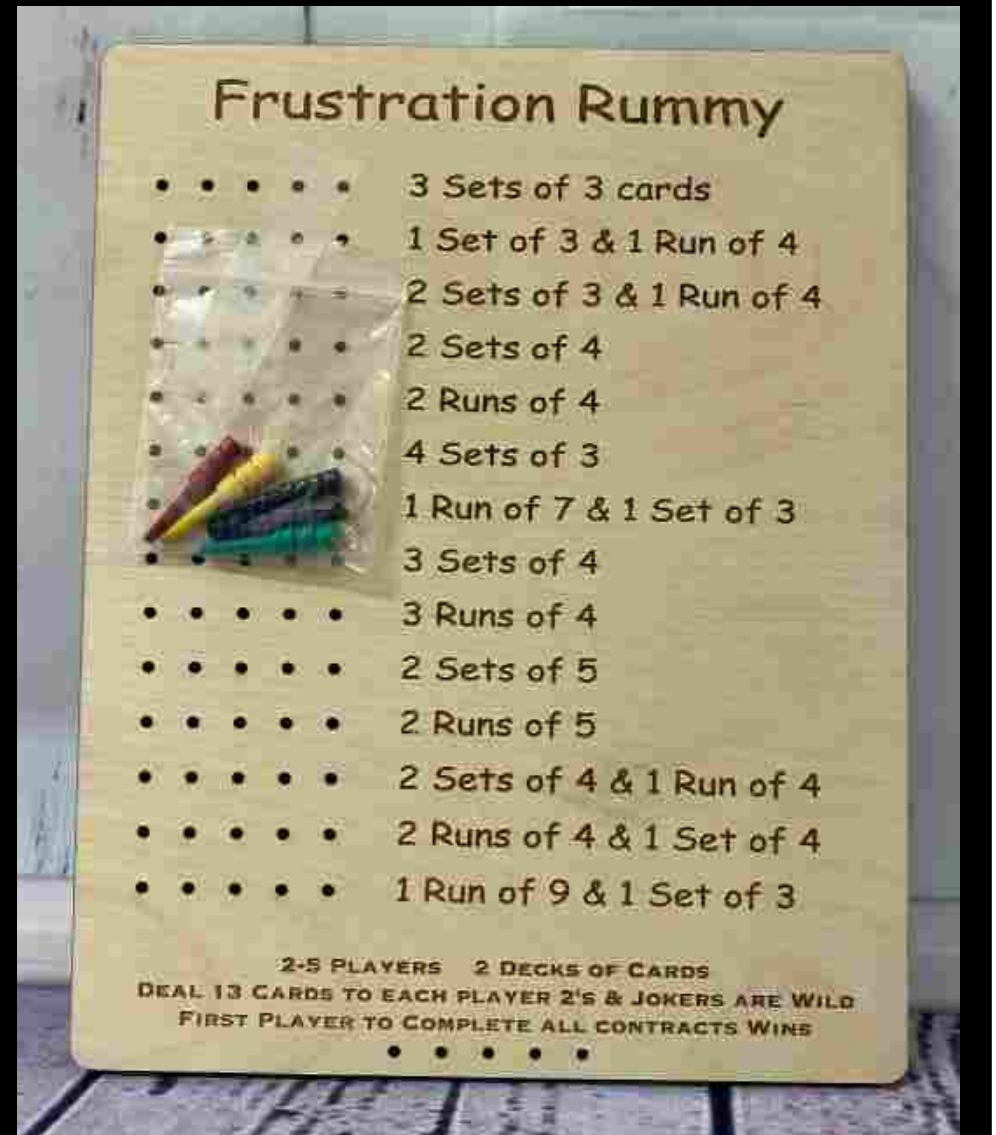 Frustration Rummy
3 Sets of 3 cards
1 Set of 3 & 1 Run of 4
2 Sets of 3 & 1 Run of 4
2 Sets of 4
2 Runs of 4
4 Sets of 3
1 Run of 7 & 1 Set of 3
3 Sets of 4
3 Runs of 4
2 Sets of 5
2 Runs of 5
2 Sets of 4 & 1 Run of 4
2 Runs of 4 & 1 Set of 4
1 Run of 9 & 1 Set of 3
2-5 Players 2 Decks of Cards
Deal 13 Cards to each player 2's & Jokers are Wild
First Player to Complete all contracts Wins